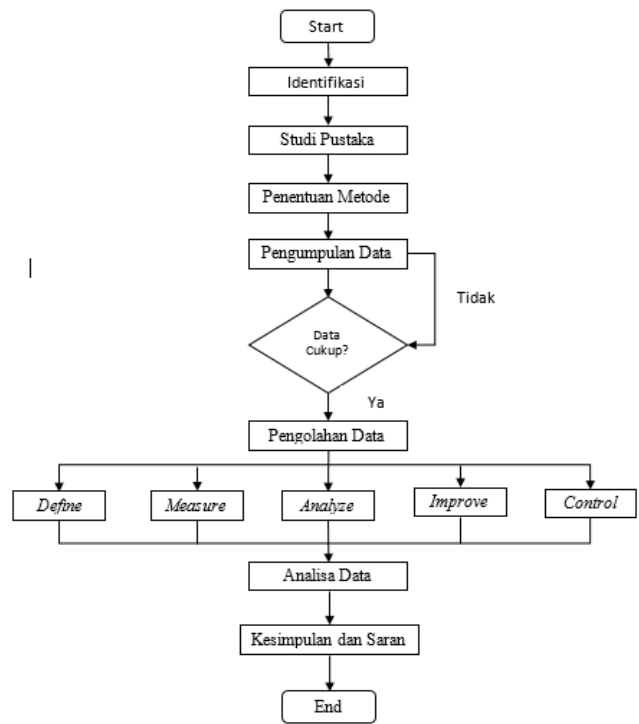 Start
Identifikasi
Studi Pustaka
Penentuan Metode
Pengumpulan Data
Tidak
Data
Cukup?
Ya
Pengolahan Data
Define
Measure
Analyze
Improve
Control
Analisa Data
Kesimpulan dan Saran
End